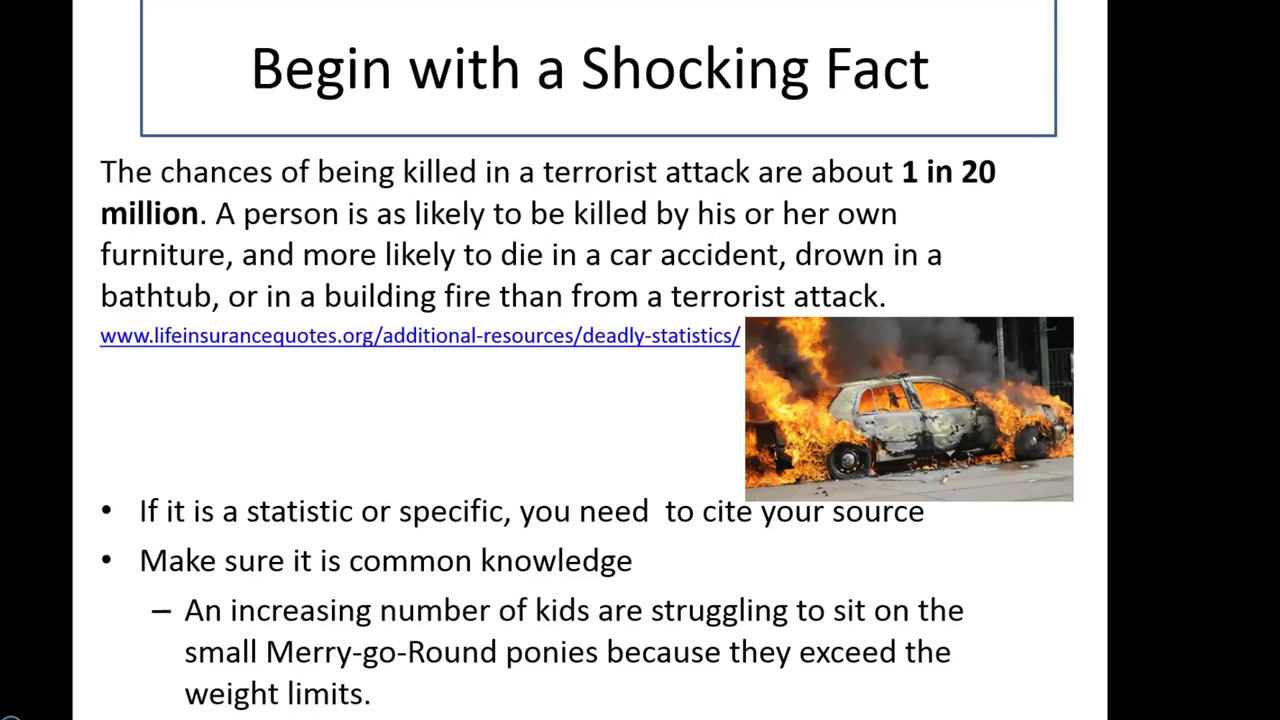 Begin with a Shocking Fact
The chances of being killed in a terrorist attack are about 1 in 20
million. A person is as likely to be killed by his or her own
furniture, and more likely to die in a car accident, drown in a
bathtub, or in a building fire than from a terrorist attack.
www.lifeinsurancequotes.org/additional-resources/deadly-statistics/
• If it is a statistic or specific, you need  to cite your source
• Make sure it is common knowledge
– An increasing number of kids are struggling to sit on the
small Merry-go-Round ponies because they exceed the
weight limits.